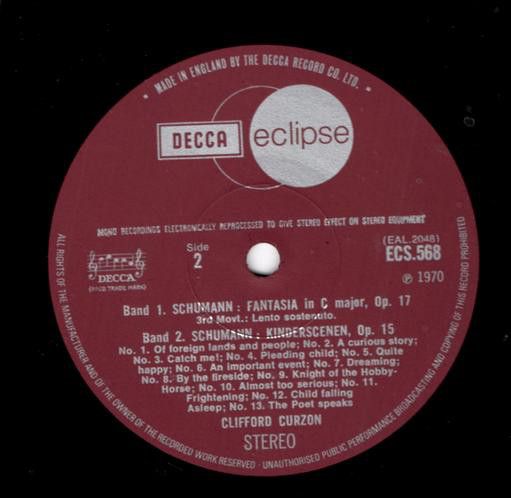 • MADE IN ENGLAND BY THE DECCA RECORD CO. LTD. •
DECCA
eclipse
MONO RECORDINGS ELECTRONICALLY REPROCESSED TO GIVE STEREO EFFECT ON STEREO EQUIPMENT
DECCA
(REGD TRADE MARK)
Side
2
(EAL.2048)
ECS.568
℗ 1970
Band 1. SCHUMANN : FANTASIA in C major, Op. 17
3rd Movt.: Lento sostenuto.
Band 2. SCHUMANN : KINDERSCENEN, Op. 15
No. 1. Of foreign lands and people; No. 2. A curious story;
No. 3. Catch me!; No. 4. Pleading child; No. 5. Quite
happy; No. 6. An important event; No. 7. Dreaming;
No. 8. By the fireside; No. 9. Knight of the Hobby-
Horse; No. 10. Almost too serious; No. 11.
Frightening; No. 12. Child falling
Asleep; No. 13. The Poet speaks
CLIFFORD CURZON
STEREO
ALL RIGHTS OF THE MANUFACTURER AND OF THE OWNER OF THE RECORDED WORK RESERVED · UNAUTHORISED PUBLIC PERFORMANCE BROADCASTING AND COPYING OF THIS RECORD PROHIBITED